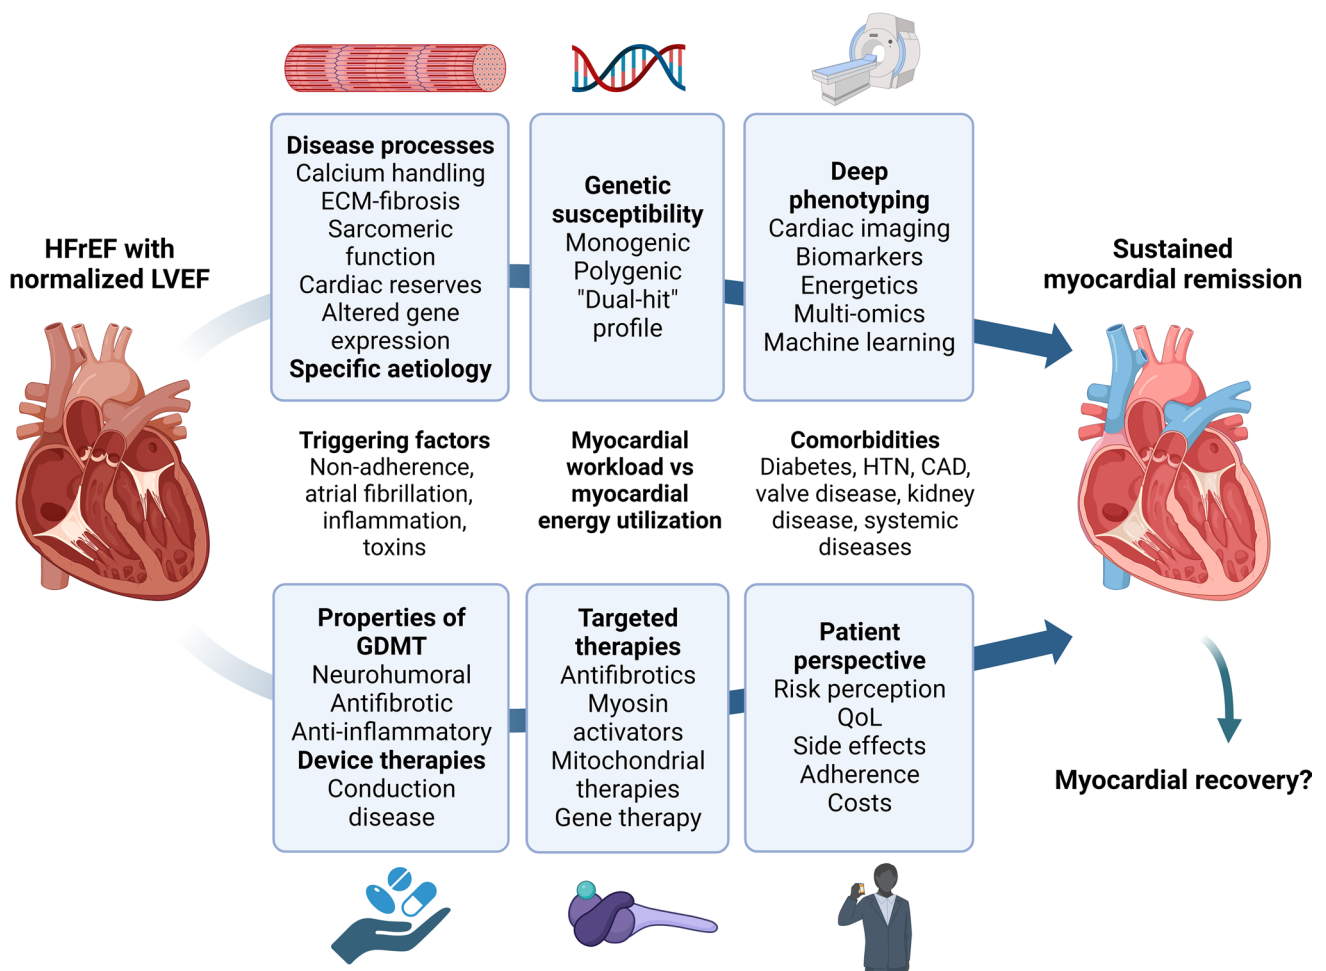 HFrEF with
normalized LVEF
Disease processes
Calcium handling
ECM-fibrosis
Sarcomeric
function
Cardiac reserves
Altered gene
expression
Specific aetiology
Genetic
susceptibility
Monogenic
Polygenic
"Dual-hit"
profile
Deep
phenotyping
Cardiac imaging
Biomarkers
Energetics
Multi-omics
Machine learning
Sustained
myocardial remission
Triggering factors
Non-adherence,
atrial fibrillation,
inflammation,
toxins
Myocardial
workload vs
myocardial
energy utilization
Comorbidities
Diabetes, HTN, CAD,
valve disease, kidney
disease, systemic
diseases
Properties of
GDMT
Neurohumoral
Antifibrotic
Anti-inflammatory
Device therapies
Conduction
disease
Targeted
therapies
Antifibrotics
Myosin
activators
Mitochondrial
therapies
Gene therapy
Patient
perspective
Risk perception
QoL
Side effects
Adherence
Costs
Myocardial recovery?